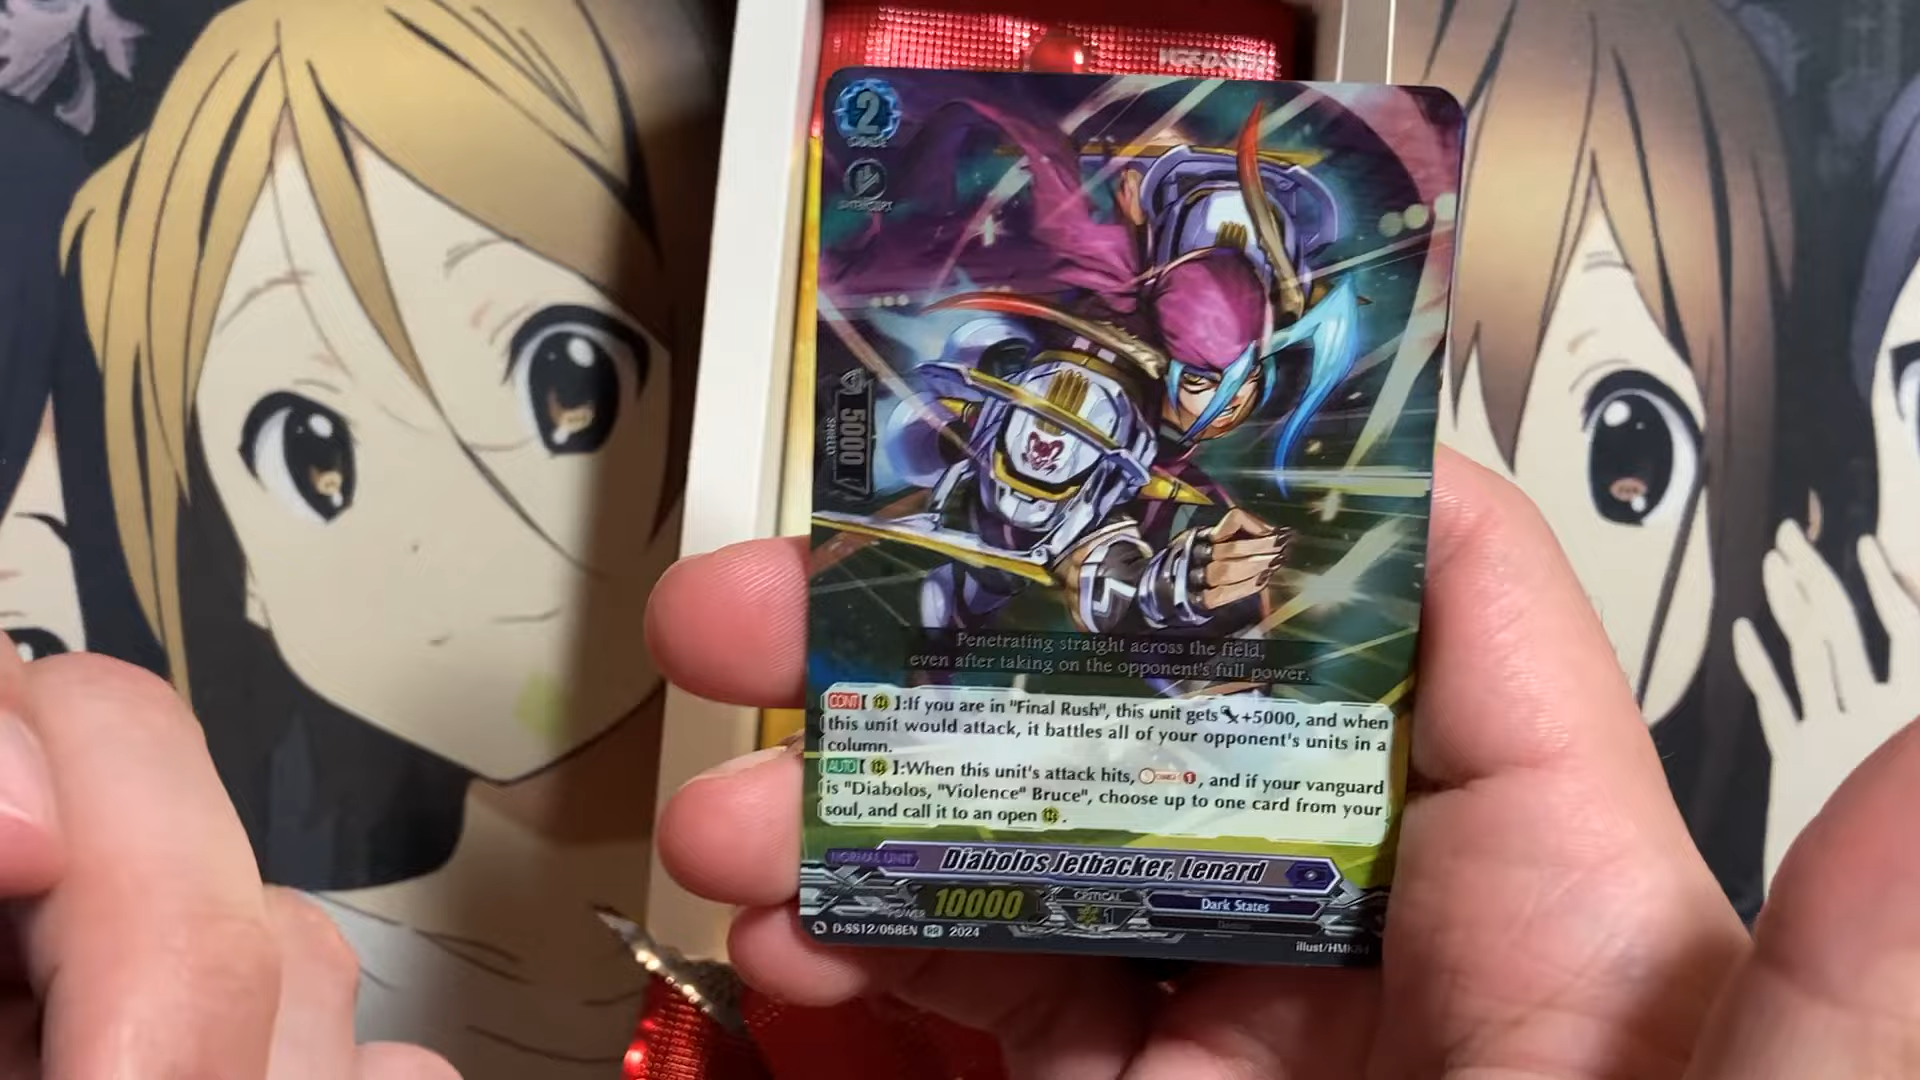 2
GRADE
INTERCEPT
5000
SHIELD
Penetrating straight across the field,
even after taking on the opponent's full power.
CONT【 】:If you are in "Final Rush", this unit gets +5000, and when
this unit would attack, it battles all of your opponent's units in a
column.
AUTO【 】:When this unit's attack hits, 1, and if your vanguard
is "Diabolos, "Violence" Bruce", choose up to one card from your
soul, and call it to an open .
NORMAL UNIT
Diabolos Jetbacker, Lenard
POWER 10000
CRITICAL
1
Dark States
Demon
D-SS12/058EN RR 2024
illust/